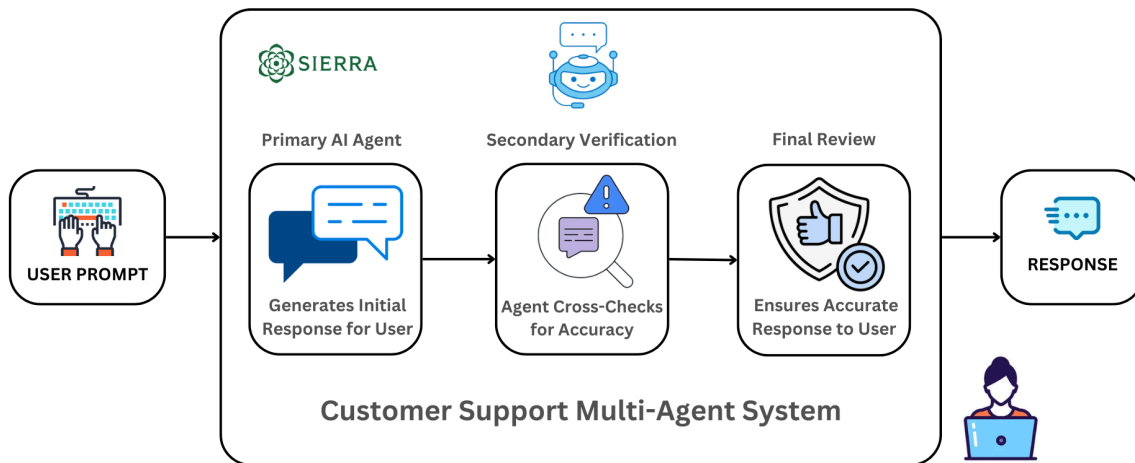 SIERRA
Primary AI Agent
Secondary Verification
Final Review
USER PROMPT
Generates Initial
Response for User
Agent Cross-Checks
for Accuracy
Ensures Accurate
Response to User
RESPONSE
Customer Support Multi-Agent System